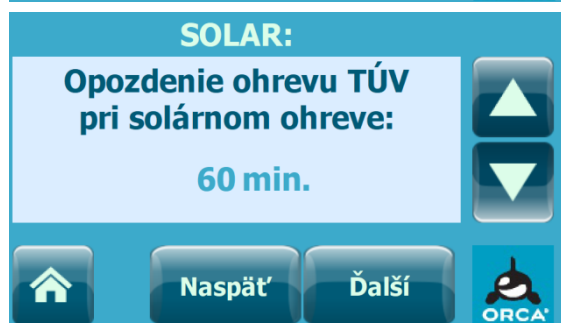 SOLAR:
Opozdenie ohrevu TÚV
pri solárnom ohreve:
60 min.
Naspäť
Ďalší
ORCA